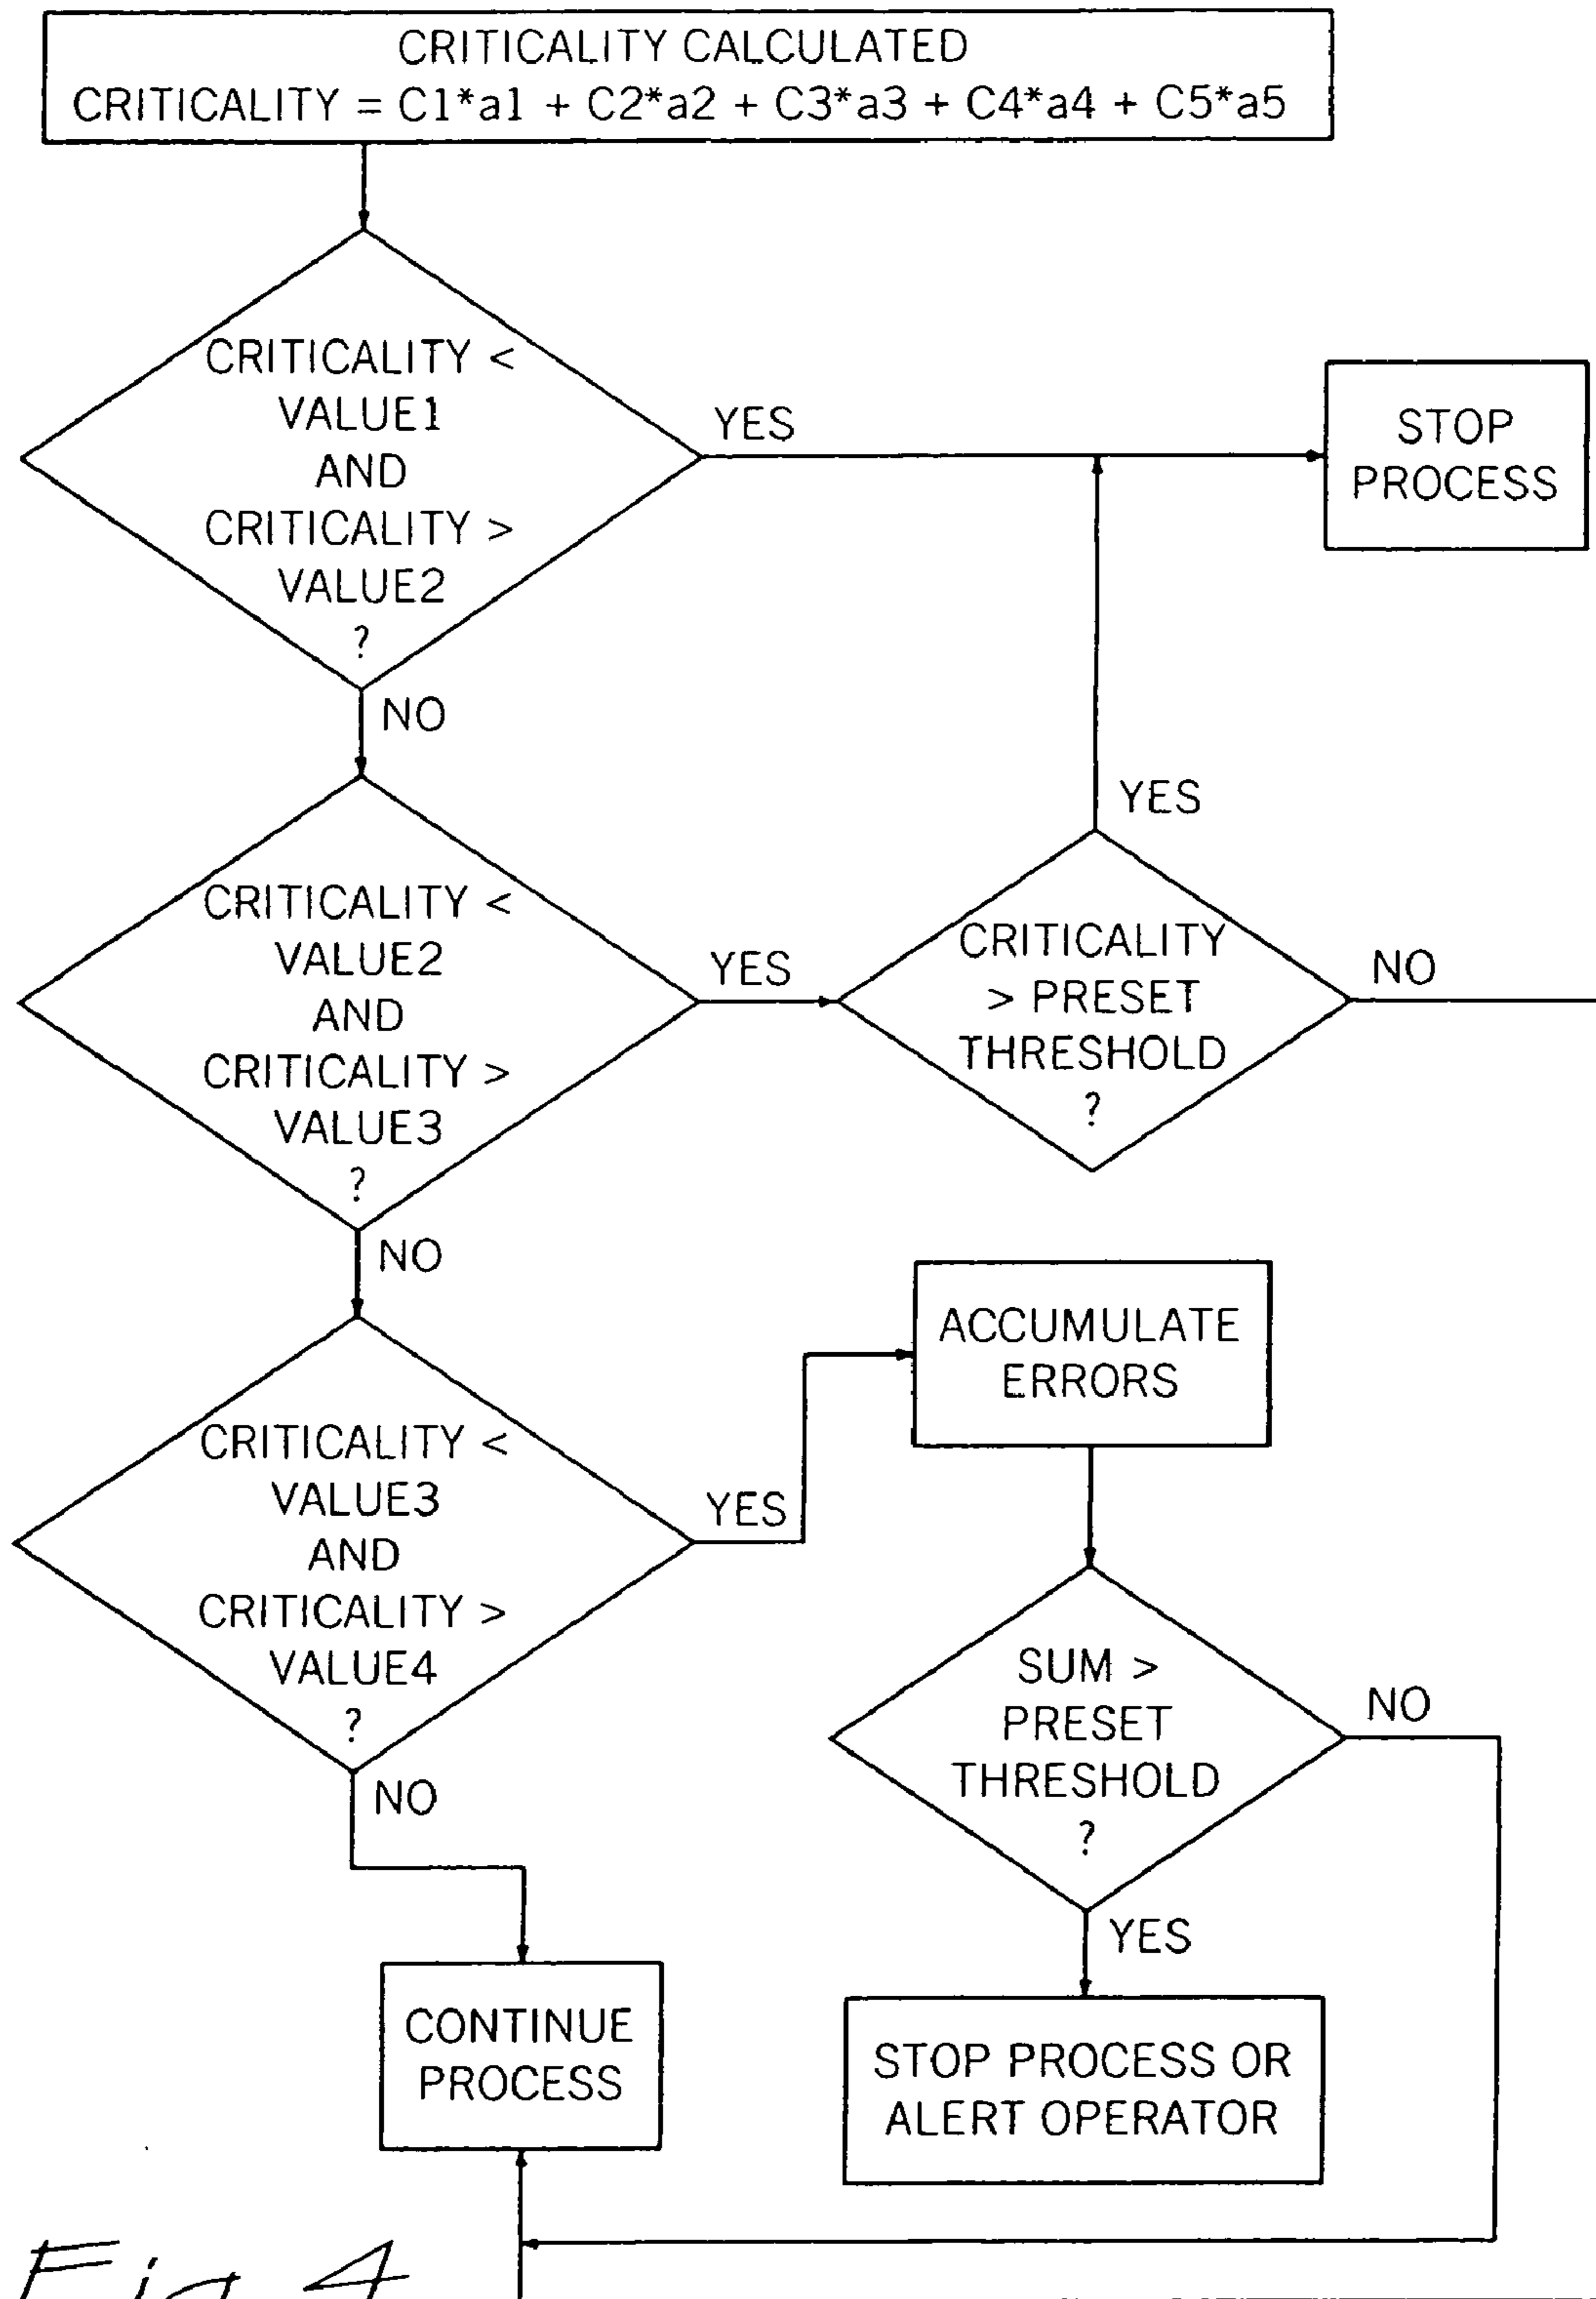 CRITICALITY CALCULATED
CRITICALITY = C1*a1 + C2*a2 + C3*a3 + C4*a4 + C5*a5
CRITICALITY <
VALUE1
AND
CRITICALITY >
VALUE2
?
YES
STOP
PROCESS
NO
YES
CRITICALITY <
VALUE2
AND
CRITICALITY >
VALUE3
?
YES
CRITICALITY
> PRESET
THRESHOLD
?
NO
NO
ACCUMULATE
ERRORS
CRITICALITY <
VALUE3
AND
CRITICALITY >
VALUE4
?
YES
SUM >
PRESET
THRESHOLD
?
NO
NO
YES
CONTINUE
PROCESS
STOP PROCESS OR
ALERT OPERATOR
Fig 4